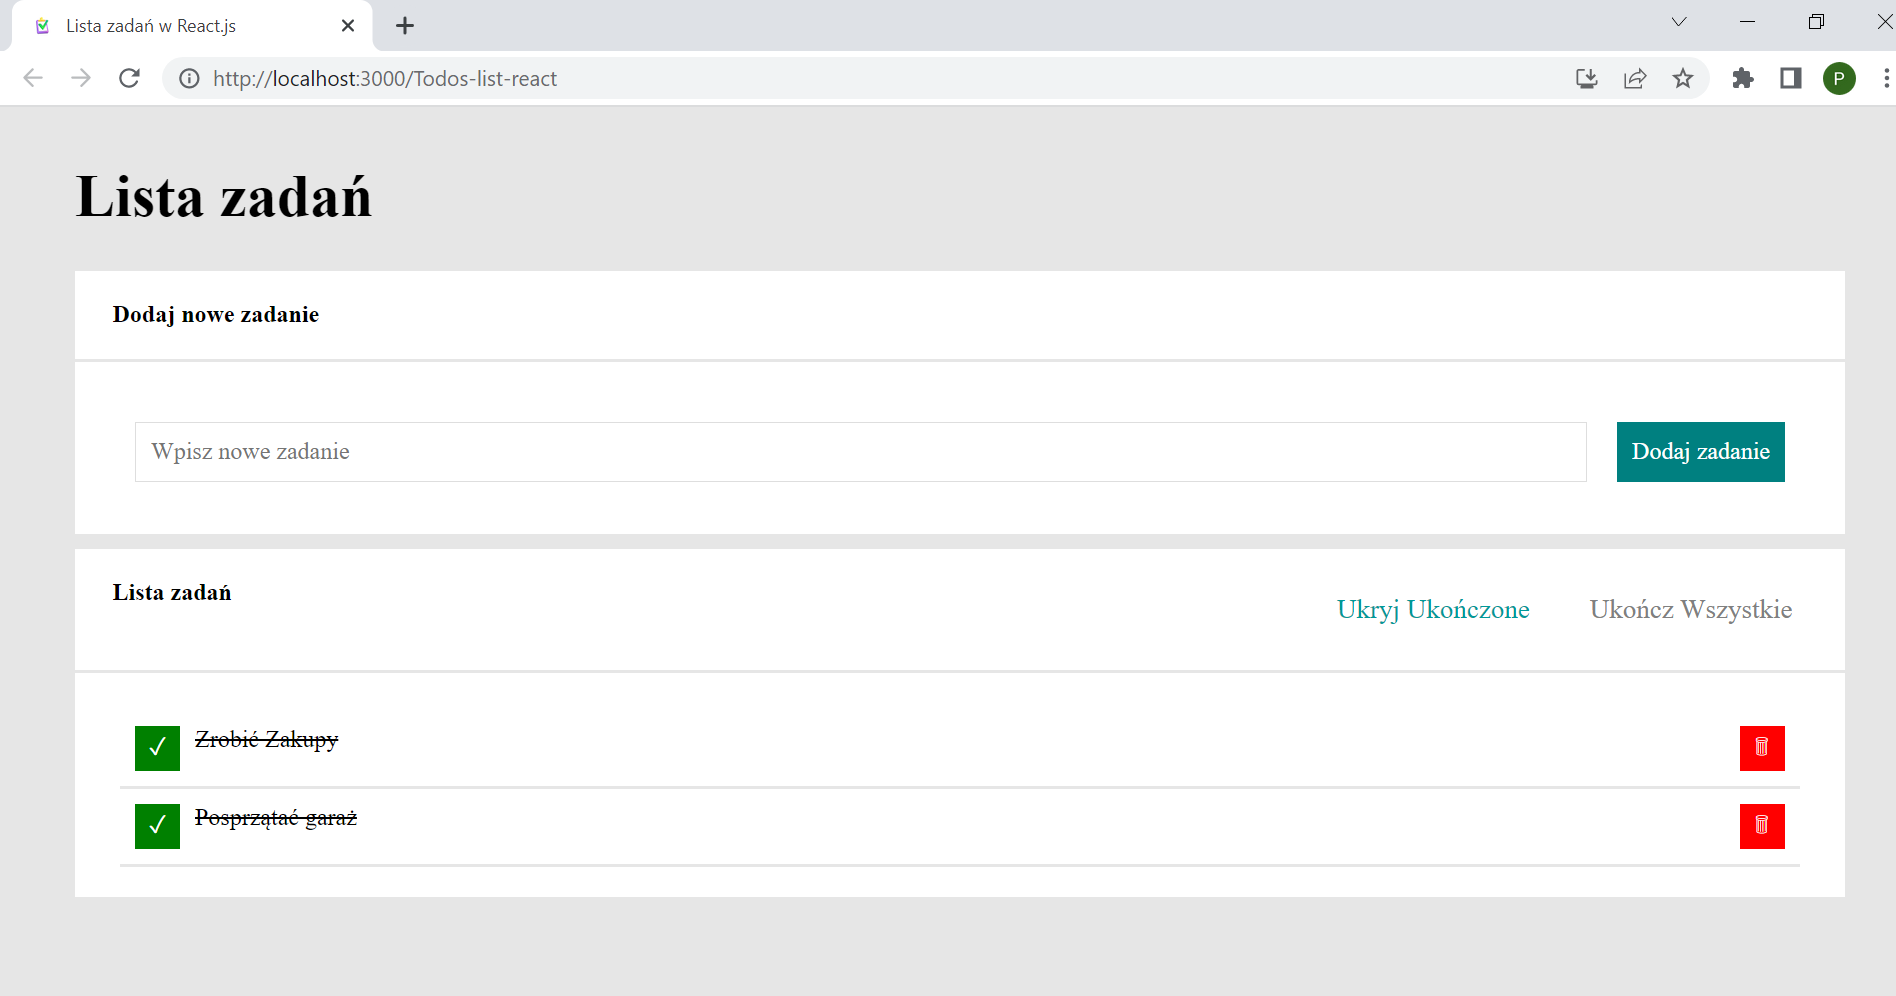 Lista zadań w React.js
http://localhost:3000/Todos-list-react
P
Lista zadań
Dodaj nowe zadanie
Wpisz nowe zadanie
Dodaj zadanie
Lista zadań
Ukryj Ukończone
Ukończ Wszystkie
Zrobić Zakupy
Posprzątać garaż